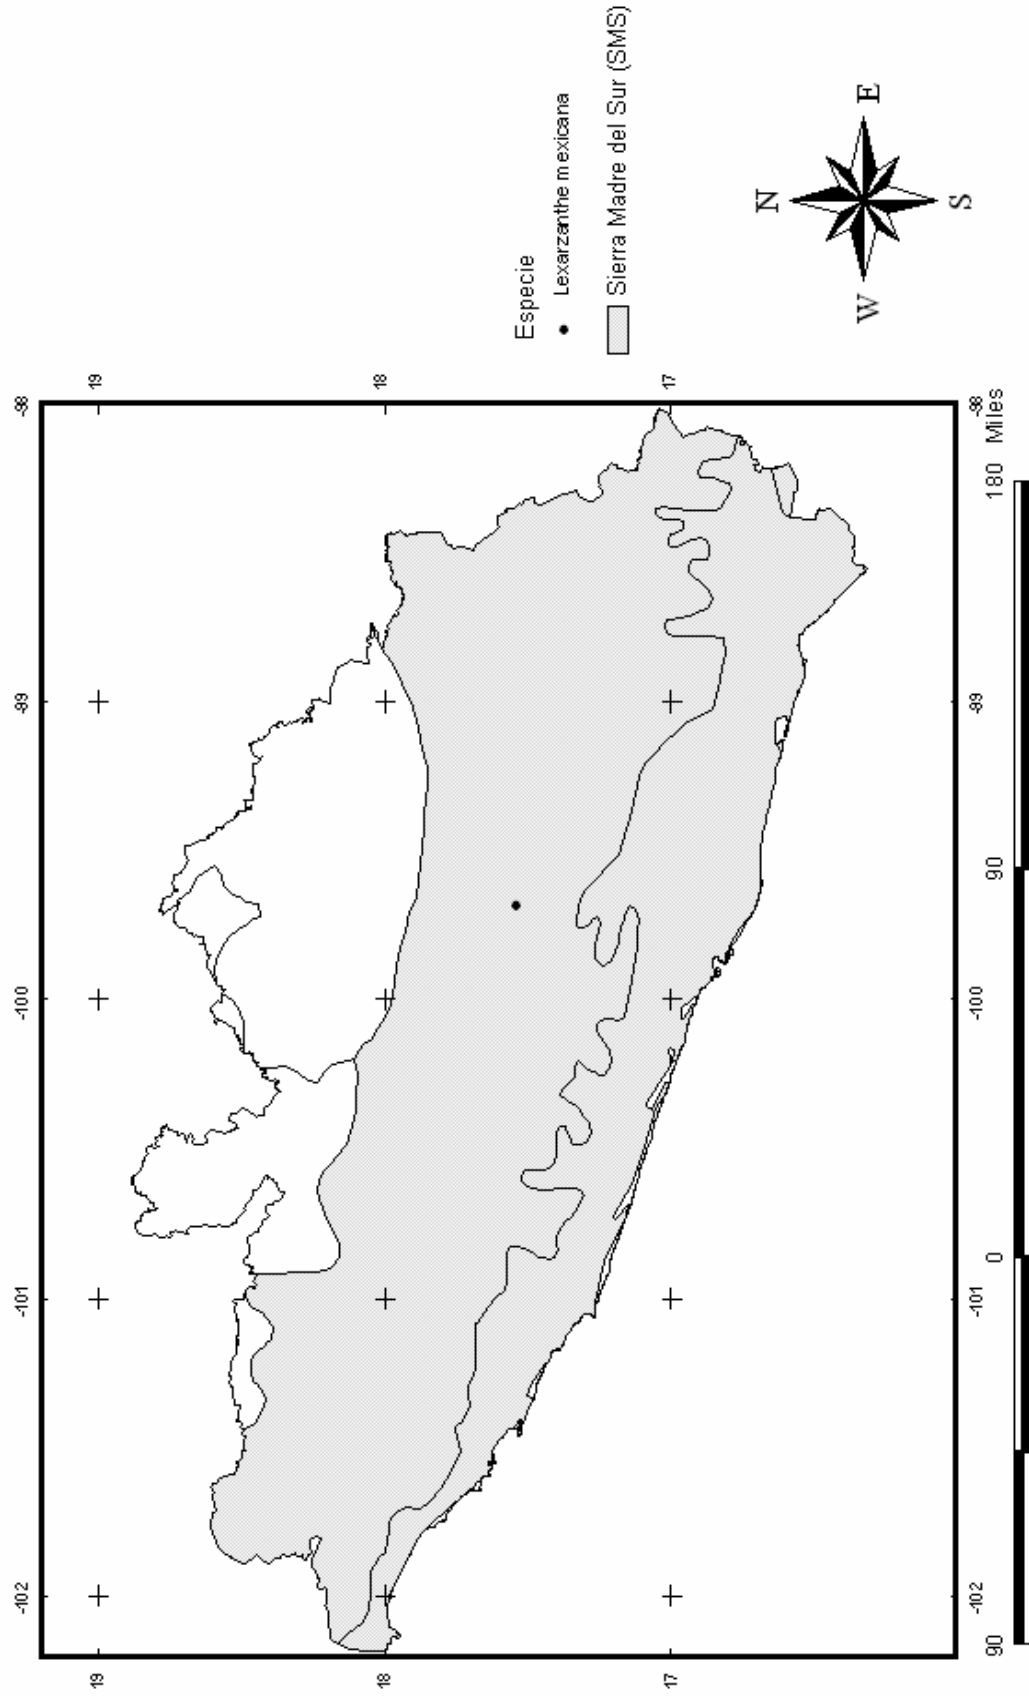 -102
-101
-100
-99
-98
19
19
18
18
17
17
-102
-101
-100
-99
-98
90
0
90
180 Miles
Especie
Lexarzanthe mexicana
Sierra Madre del Sur (SMS)
N
W
E
S